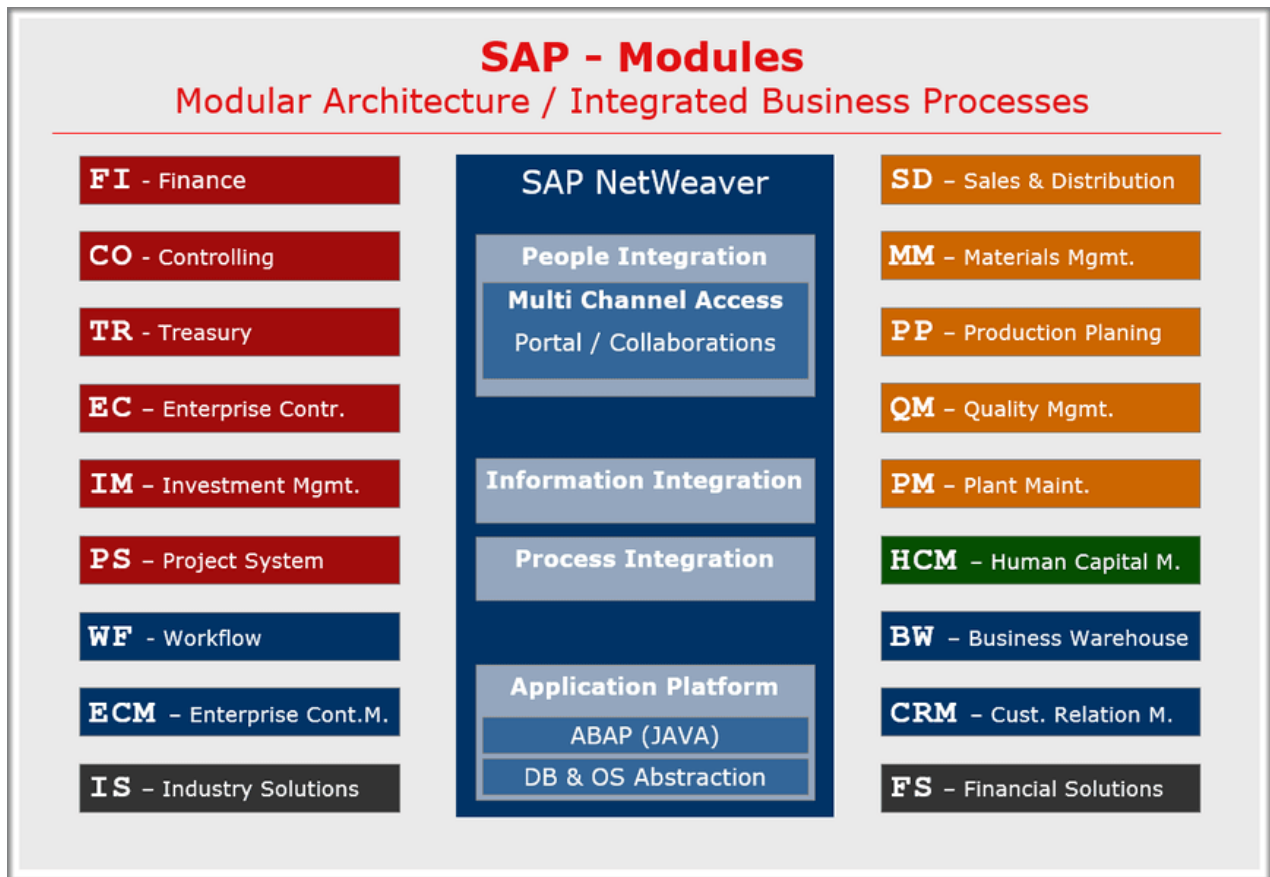 SAP - Modules
Modular Architecture / Integrated Business Processes
FI - Finance
CO - Controlling
TR - Treasury
EC – Enterprise Contr.
IM – Investment Mgmt.
PS – Project System
WF - Workflow
ECM – Enterprise Cont.M.
IS – Industry Solutions
SAP NetWeaver
People Integration
Multi Channel Access
Portal / Collaborations
Information Integration
Process Integration
Application Platform
ABAP (JAVA)
DB & OS Abstraction
SD – Sales & Distribution
MM – Materials Mgmt.
PP – Production Planing
QM – Quality Mgmt.
PM – Plant Maint.
HCM – Human Capital M.
BW – Business Warehouse
CRM – Cust. Relation M.
FS – Financial Solutions